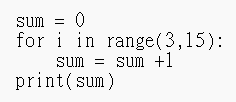 sum = 0
for i in range(3,15):
    sum = sum +1
print(sum)